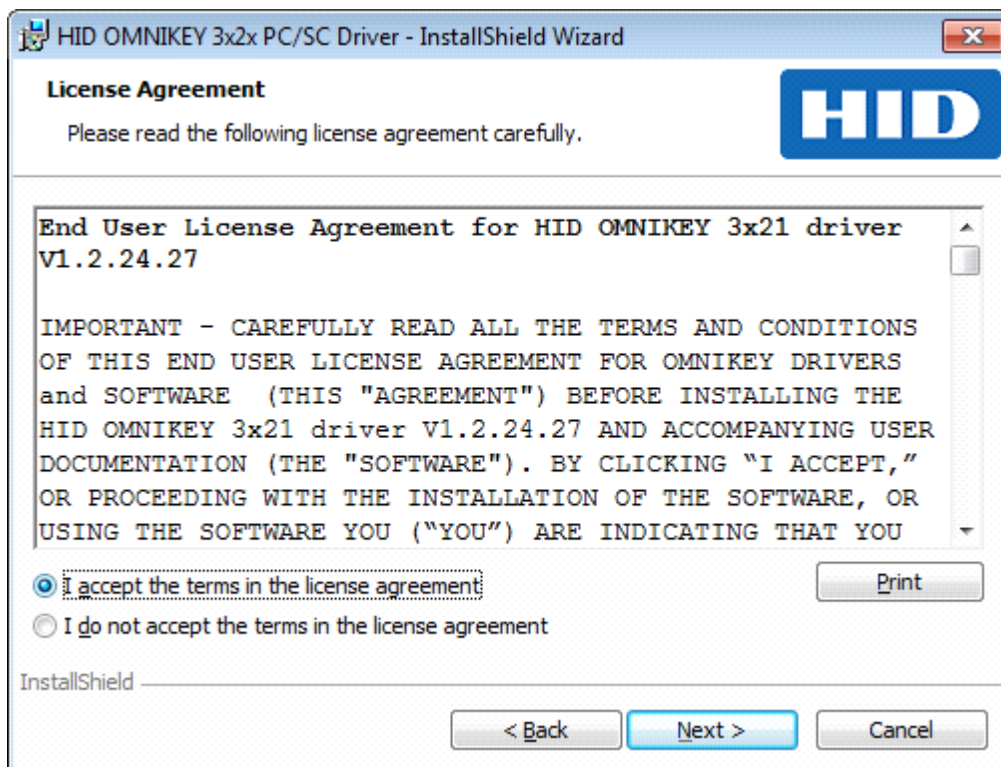 HID OMNIKEY 3x2x PC/SC Driver - InstallShield Wizard
License Agreement
Please read the following license agreement carefully.
HID
End User License Agreement for HID OMNIKEY 3x21 driver
V1.2.24.27
IMPORTANT - CAREFULLY READ ALL THE TERMS AND CONDITIONS
OF THIS END USER LICENSE AGREEMENT FOR OMNIKEY DRIVERS
and SOFTWARE  (THIS "AGREEMENT") BEFORE INSTALLING THE
HID OMNIKEY 3x21 driver V1.2.24.27 AND ACCOMPANYING USER
DOCUMENTATION (THE "SOFTWARE"). BY CLICKING “I ACCEPT,”
OR PROCEEDING WITH THE INSTALLATION OF THE SOFTWARE, OR
USING THE SOFTWARE YOU (“YOU”) ARE INDICATING THAT YOU
I accept the terms in the license agreement
Print
I do not accept the terms in the license agreement
InstallShield
< Back
Next >
Cancel